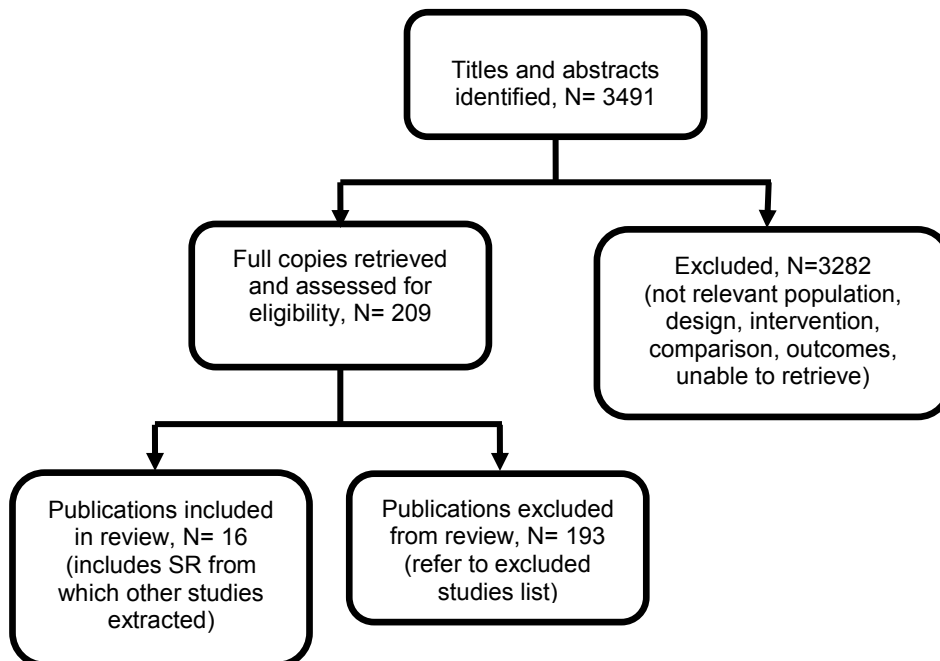 Titles and abstracts
identified, N= 3491
Full copies retrieved
and assessed for
eligibility, N= 209
Excluded, N=3282
(not relevant population,
design, intervention,
comparison, outcomes,
unable to retrieve)
Publications included
in review, N= 16
(includes SR from
which other studies
extracted)
Publications excluded
from review, N= 193
(refer to excluded
studies list)